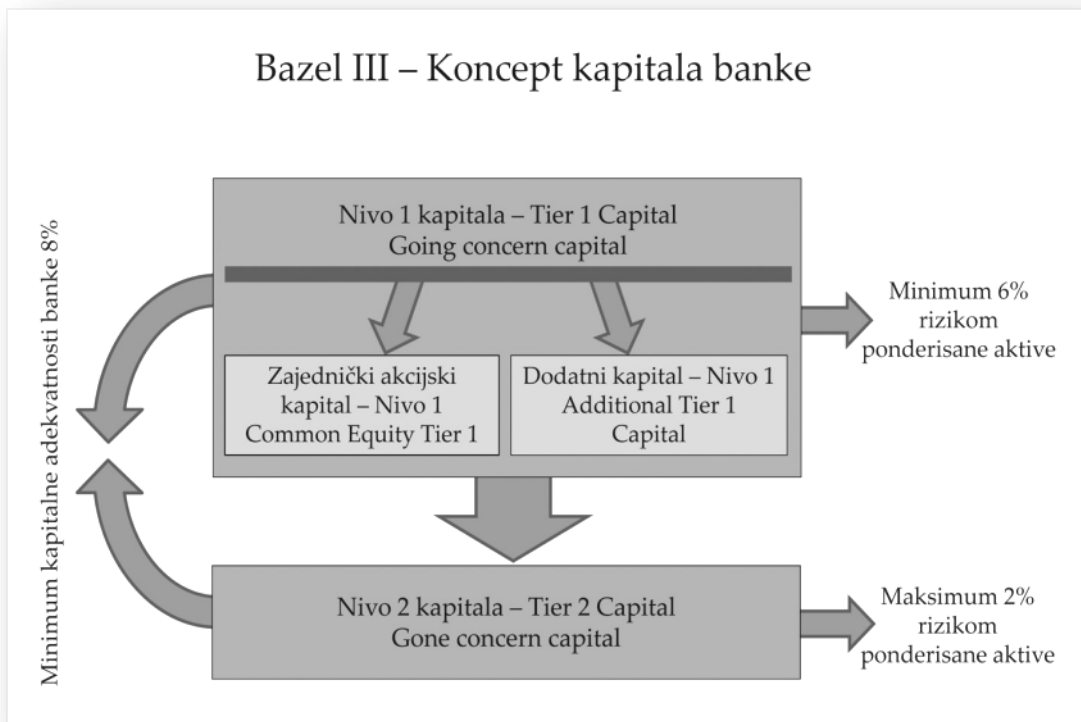 Bazel III – Koncept kapitala banke
Minimum kapitalne adekvatnosti banke 8%
Nivo 1 kapitala – Tier 1 Capital
Going concern capital
Zajednički akcijski
kapital – Nivo 1
Common Equity Tier 1
Dodatni kapital – Nivo 1
Additional Tier 1
Capital
Minimum 6%
rizikom
ponderisane aktive
Nivo 2 kapitala – Tier 2 Capital
Gone concern capital
Maksimum 2%
rizikom
ponderisane aktive